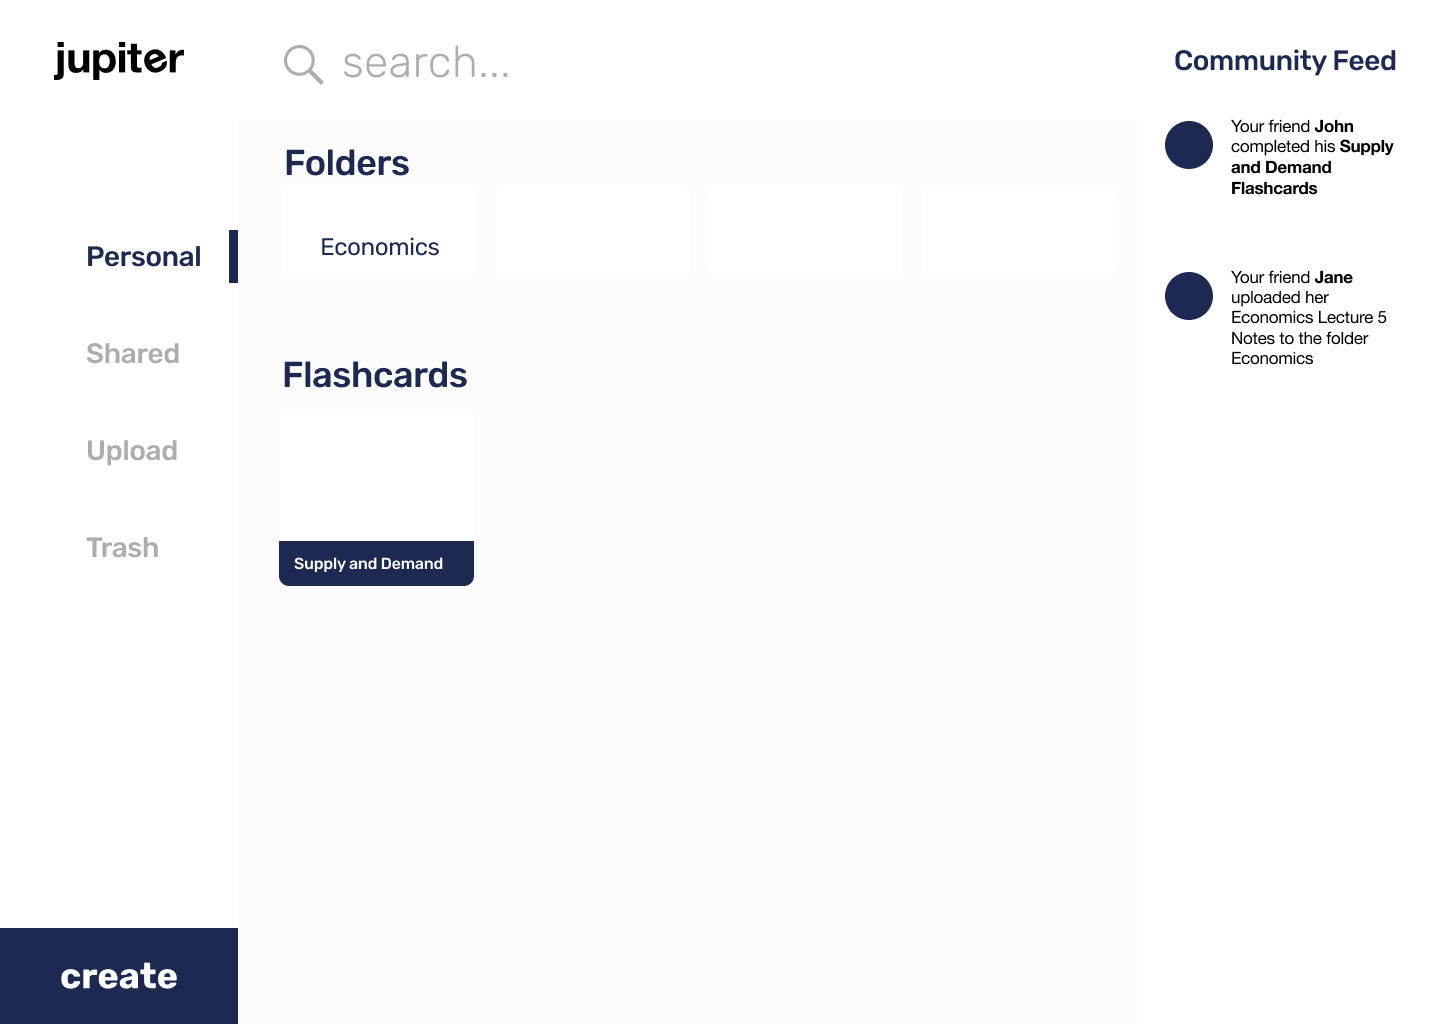 jupiter
search...
Personal
Shared
Upload
Trash
create
Folders
Economics
Flashcards
Supply and Demand
Community Feed
Your friend John
completed his Supply
and Demand
Flashcards
Your friend Jane
uploaded her
Economics Lecture 5
Notes to the folder
Economics